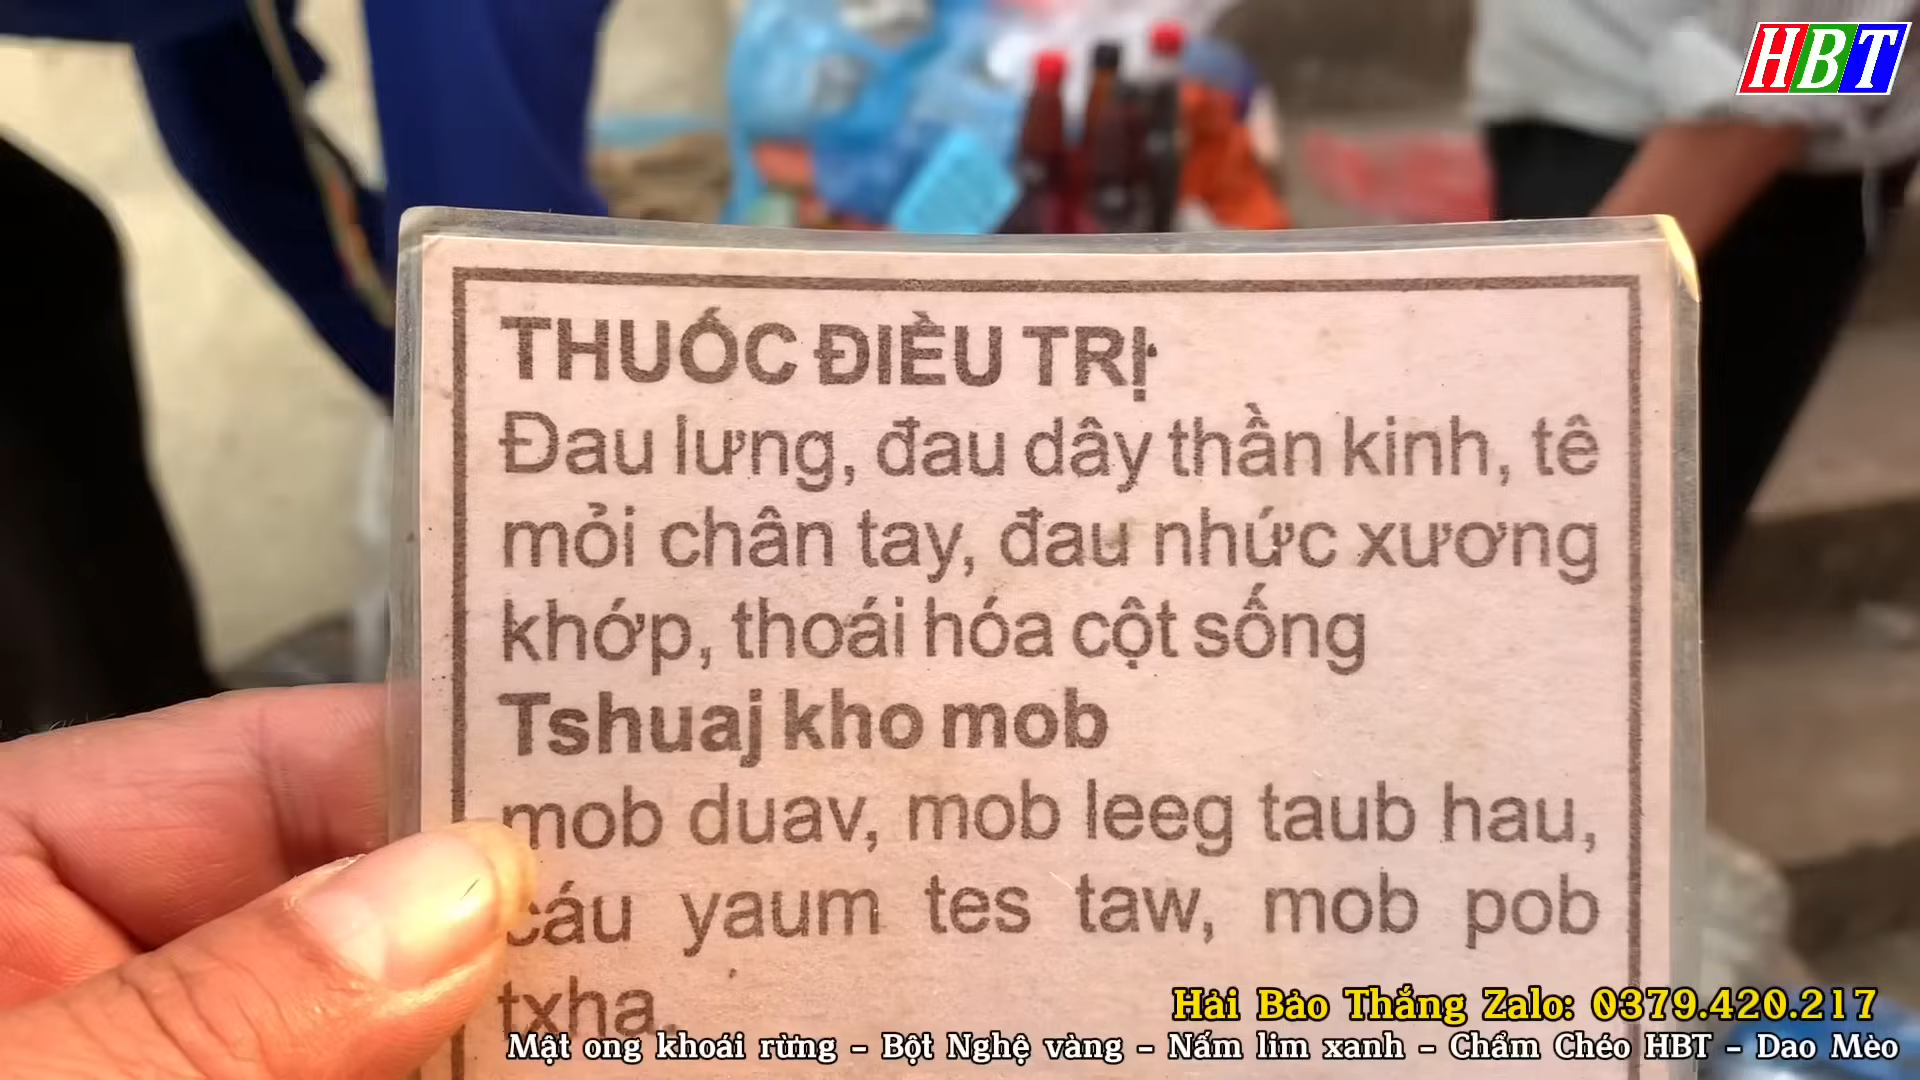 HBT
THUỐC ĐIỀU TRỊ
Đau lưng, đau dây thần kinh, tê
mỏi chân tay, đau nhức xương
khớp, thoái hóa cột sống
Tshuaj kho mob
mob duav, mob leeg taub hau,
cáu yaum tes taw, mob pob
txha.
Hải Bảo Thắng Zalo: 0379.420.217
Mật ong khoái rừng - Bột Nghệ vàng - Nấm lim xanh - Chẩm Chéo HBT - Dao Mèo